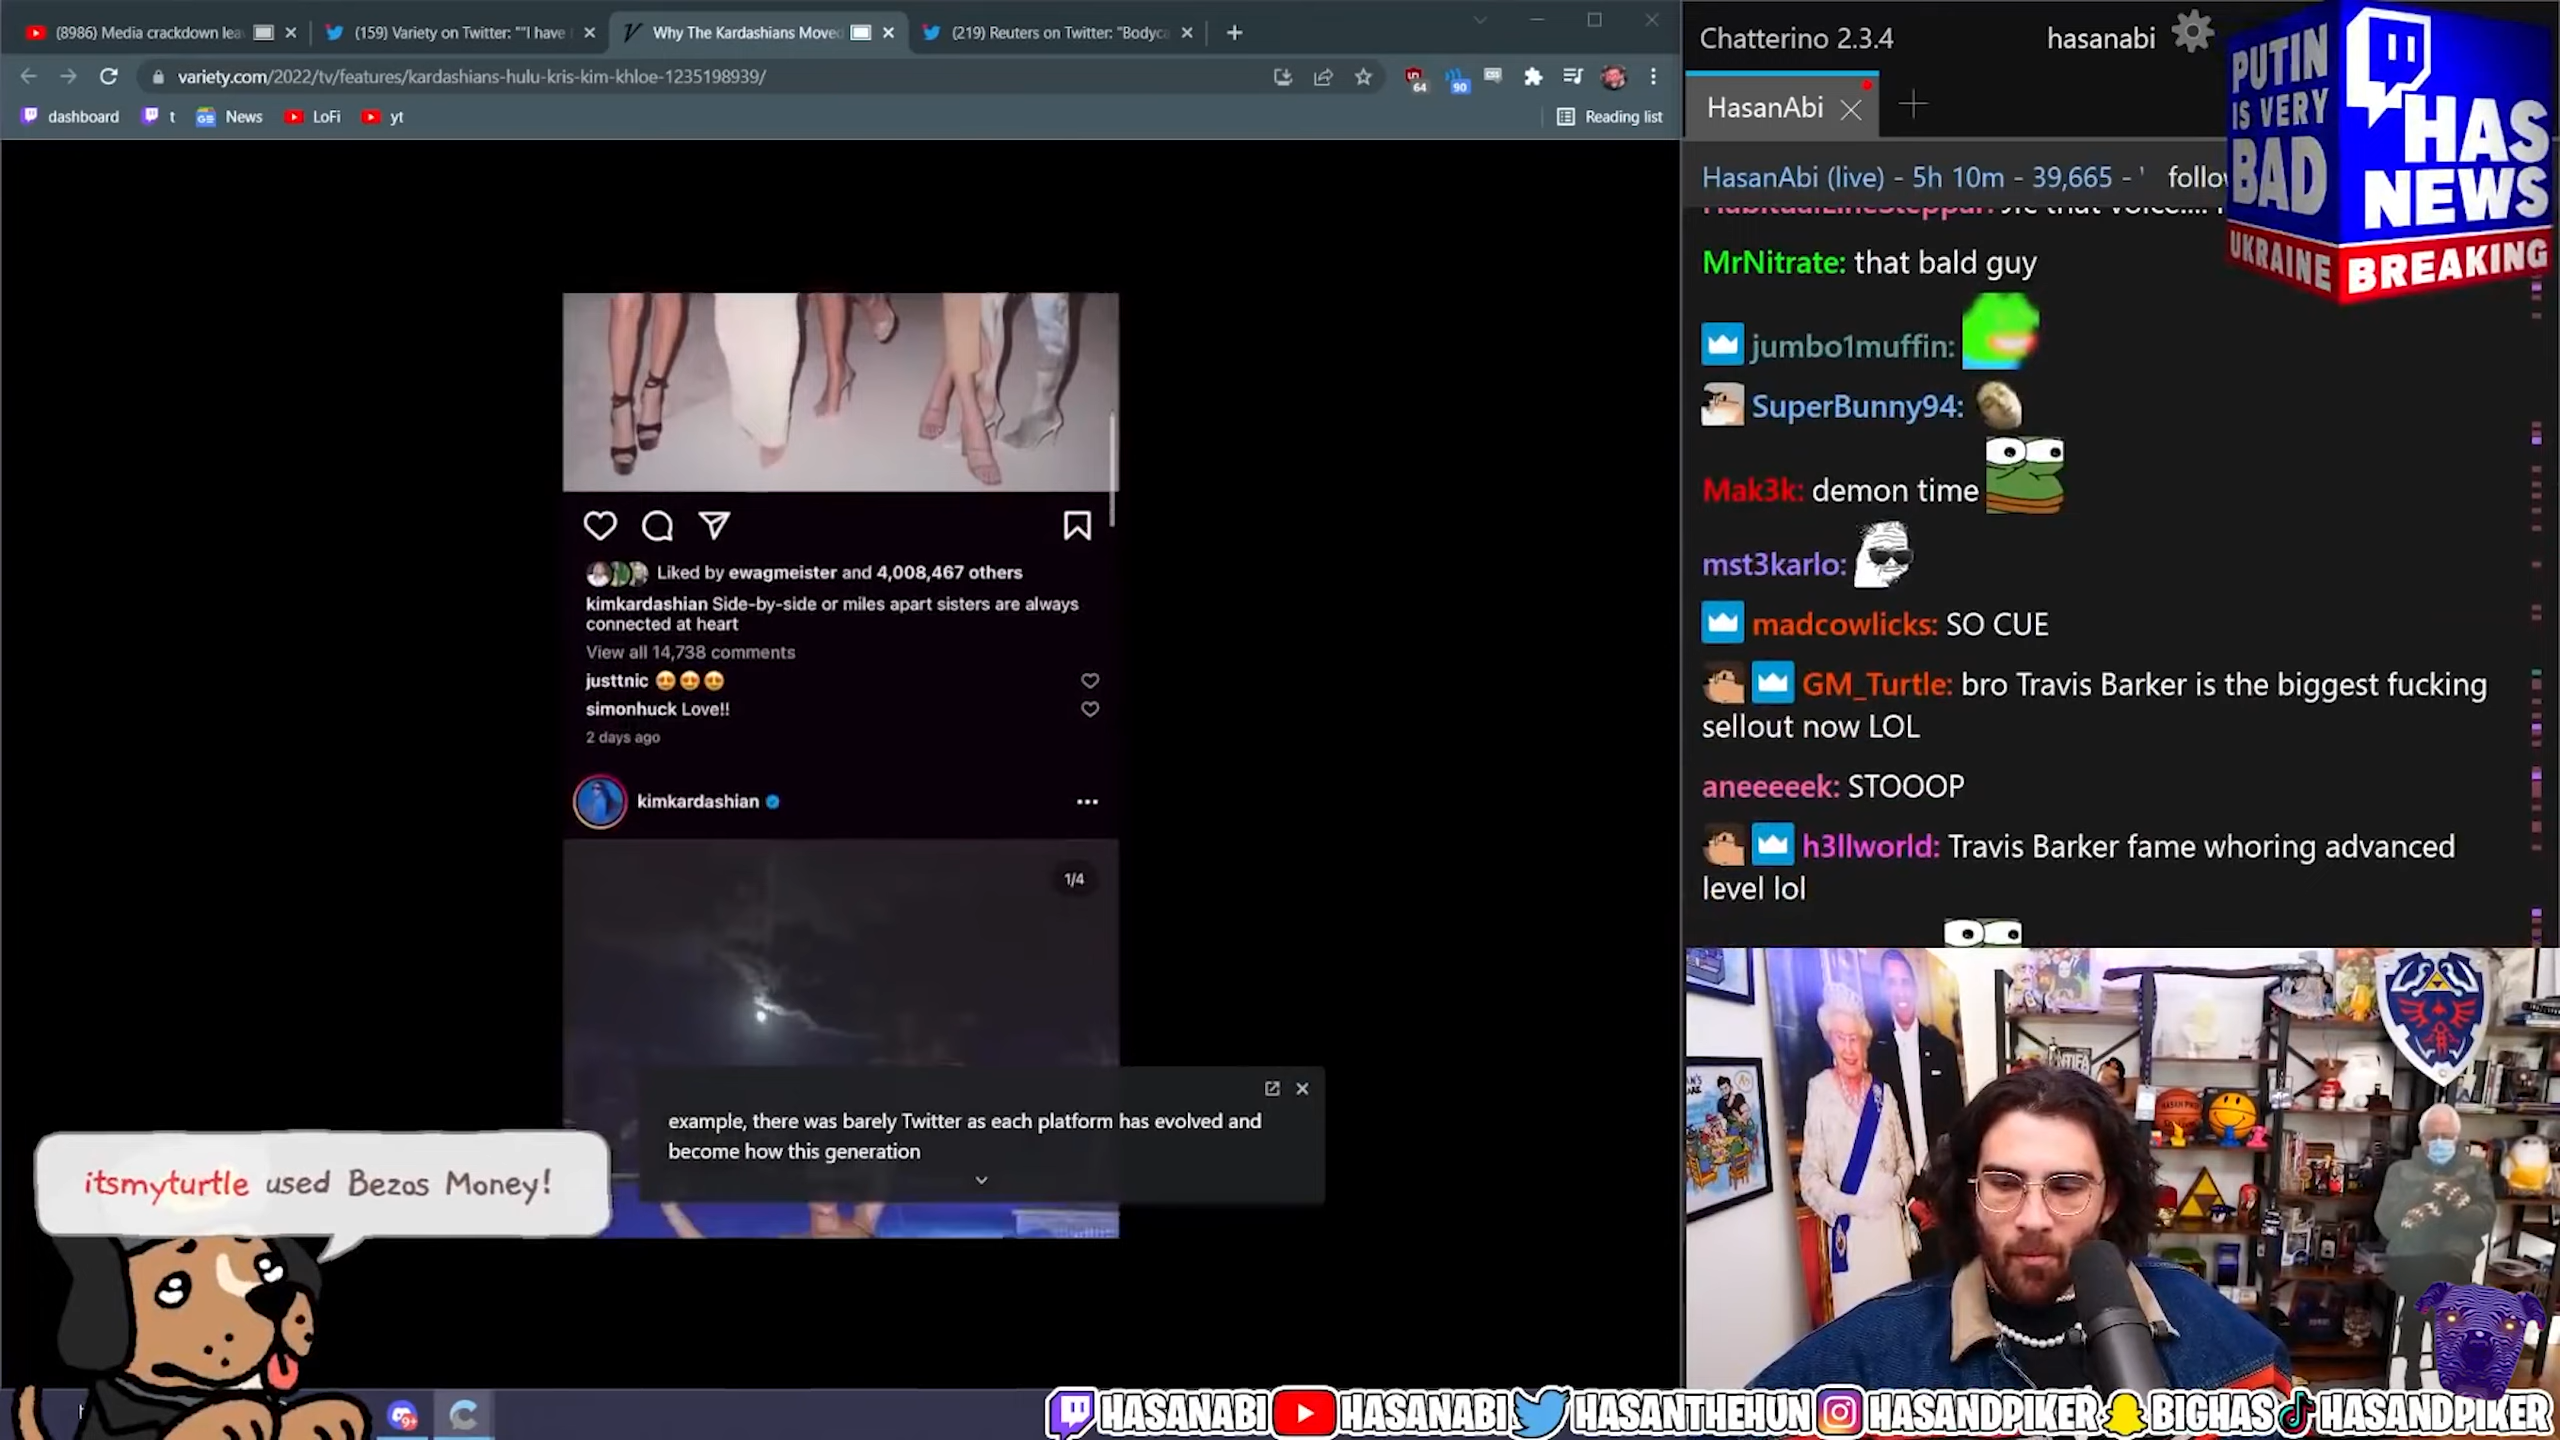 (8986) Media crackdown lea
(159) Variety on Twitter: ""I have
Why The Kardashians Moved
(219) Reuters on Twitter: "Bodyca
variety.com/2022/tv/features/kardashians-hulu-kris-kim-khloe-1235198939/
64
90
dashboard
t
News
LoFi
yt
Reading list
Liked by ewagmeister and 4,008,467 others
kimkardashian Side-by-side or miles apart sisters are always
connected at heart
View all 14,738 comments
justtnic 😍😍😍
simonhuck Love!!
2 days ago
kimkardashian
1/4
example, there was barely Twitter as each platform has evolved and
become how this generation
itsmyturtle used Bezos Money!
9+
Chatterino 2.3.4
hasanabi
HasanAbi
HasanAbi (live) - 5h 10m - 39,665 - '
follo
MrNitrate: that bald guy
jumbo1muffin:
SuperBunny94:
Mak3k: demon time
mst3karlo:
madcowlicks: SO CUE
GM_Turtle: bro Travis Barker is the biggest fucking
sellout now LOL
aneeeeek: STOOOP
h3llworld: Travis Barker fame whoring advanced
level lol
PUTIN
IS VERY
BAD
HAS
NEWS
UKRAINE
BREAKING
HASANABI
HASANABI
HASANTHEHUN
HASANDPIKER
BIGHAS
HASANDPIKER